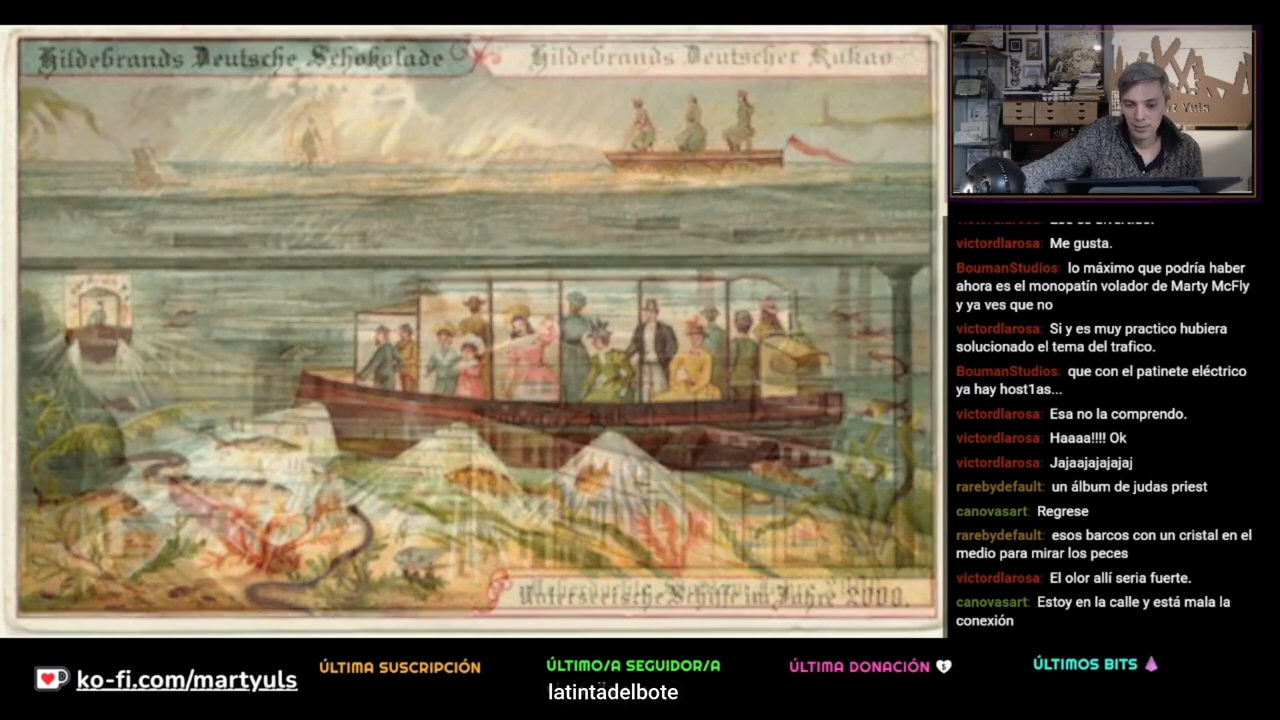 Hildebrands Deutsche Schokolade
Hildebrands Deutscher Kakao
Unterseeische Schiffe im Jahre 2000.
victordlarosa: Me gusta.
BoumanStudios: lo máximo que podría haber
ahora es el monopatín volador de Marty McFly
y ya ves que no
victordlarosa: Si y es muy practico hubiera
solucionado el tema del trafico.
BoumanStudios: que con el patinete eléctrico
ya hay host1as...
victordlarosa: Esa no la comprendo.
victordlarosa: Haaaa!!!! Ok
victordlarosa: Jajaajajajajaj
rarebydefault: un álbum de judas priest
canovasart: Regrese
rarebydefault: esos barcos con un cristal en el
medio para mirar los peces
victordlarosa: El olor allí seria fuerte.
canovasart: Estoy en la calle y está mala la
conexión
ko-fi.com/martyuls
ÚLTIMA SUSCRIPCIÓN
ÚLTIMO/A SEGUIDOR/A
latintädelbote
ÚLTIMA DONACIÓN
ÚLTIMOS BITS